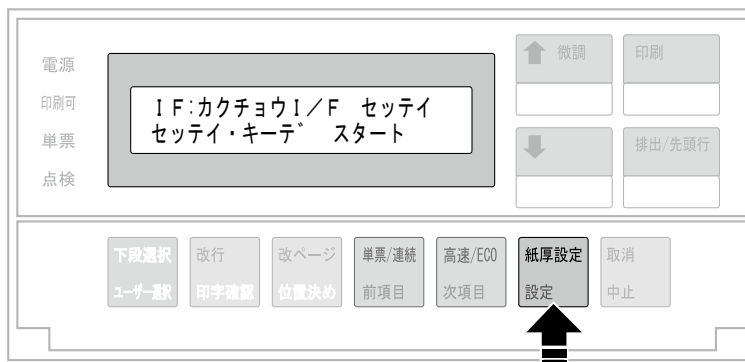 電源
印刷可
単票
点検
IF:カクチョウI/F セッテイ
セッテイ・キーデ゛ スタート
微調
印刷
排出/先頭行
下段選択
ユーザー選択
改行
印字確認
改ページ
位置決め
単票/連続
前項目
高速/ECO
次項目
紙厚設定
設定
取消
中止